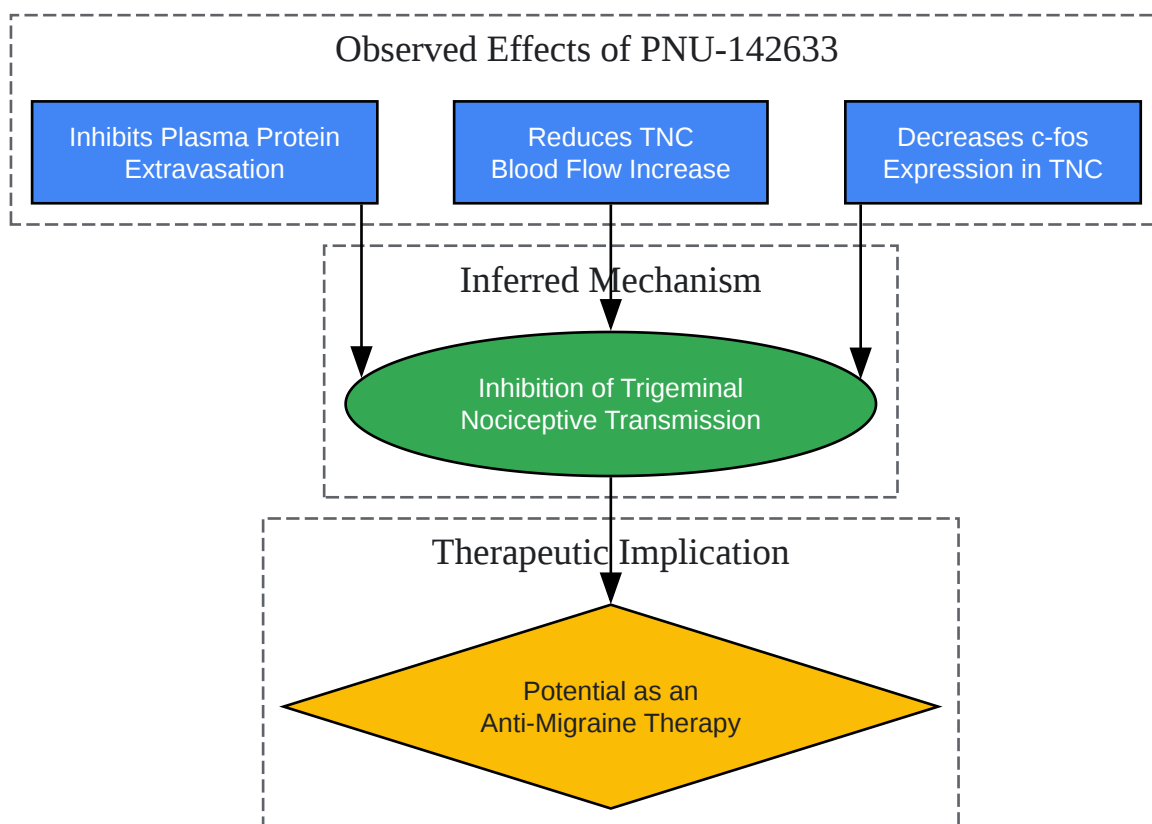 Observed Effects of PNU-142633
Inhibits Plasma Protein
Extravasation
Reduces TNC
Blood Flow Increase
Decreases c-fos
Expression in TNC
Inferred Mechanism
Inhibition of Trigeminal
Nociceptive Transmission
Therapeutic Implication
Potential as an
Anti-Migraine Therapy